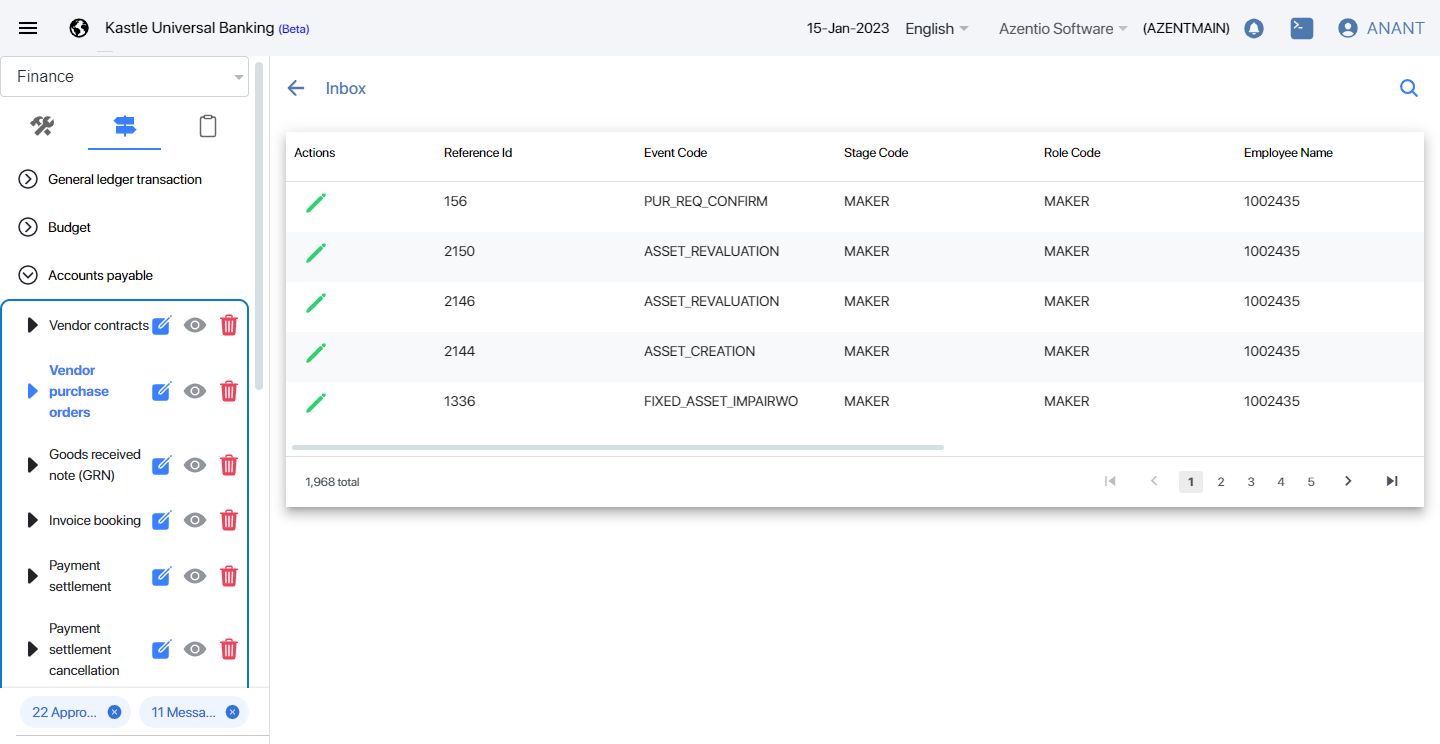 Kastle Universal Banking (Beta)
15-Jan-2023 English Azentio Software (AZENTMAIN) ANANT
Finance
General ledger transaction
Budget
Accounts payable
Vendor contracts
Vendor
purchase
orders
Goods received
note (GRN)
Invoice booking
Payment
settlement
Payment
settlement
cancellation
22 Appro... 11 Messa...
Inbox
Actions Reference Id Event Code Stage Code Role Code Employee Name
156 PUR_REQ_CONFIRM MAKER MAKER 1002435
2150 ASSET_REVALUATION MAKER MAKER 1002435
2146 ASSET_REVALUATION MAKER MAKER 1002435
2144 ASSET_CREATION MAKER MAKER 1002435
1336 FIXED_ASSET_IMPAIRWO MAKER MAKER 1002435
1,968 total 1 2 3 4 5